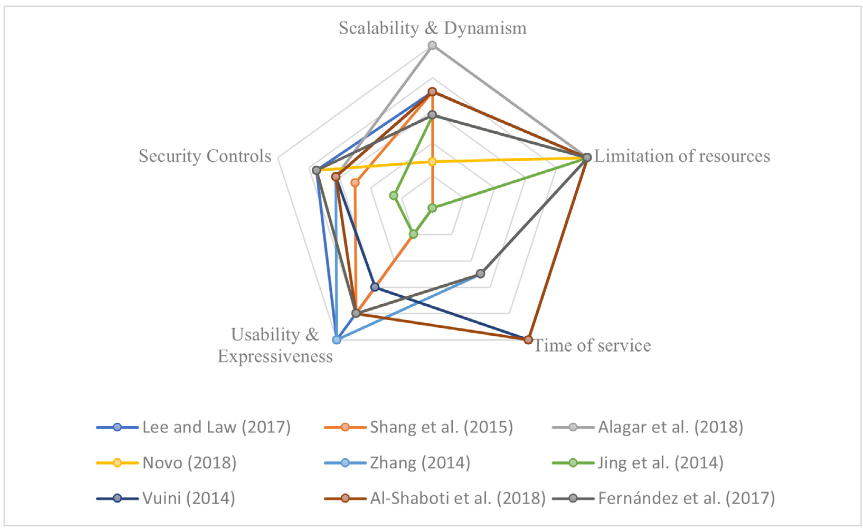 Scalability & Dynamism
Security Controls
Limitation of resources
Usability &
Expressiveness
Time of service
Lee and Law (2017)
Shang et al. (2015)
Alagar et al. (2018)
Novo (2018)
Zhang (2014)
Jing et al. (2014)
Vuini (2014)
Al-Shaboti et al. (2018)
Fernández et al. (2017)